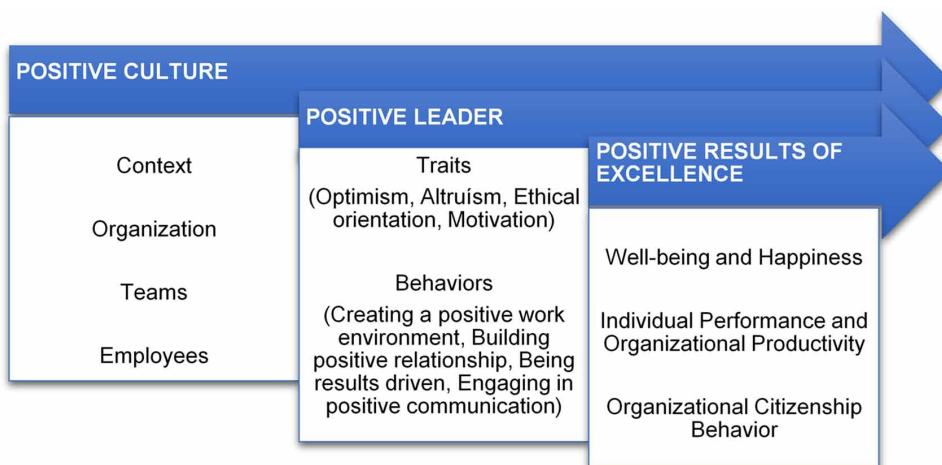 POSITIVE CULTURE
Context
Organization
Teams
Employees
POSITIVE LEADER
Traits
(Optimism, Altruísm, Ethical
orientation, Motivation)
Behaviors
(Creating a positive work
environment, Building
positive relationship, Being
results driven, Engaging in
positive communication)
POSITIVE RESULTS OF
EXCELLENCE
Well-being and Happiness
Individual Performance and
Organizational Productivity
Organizational Citizenship
Behavior